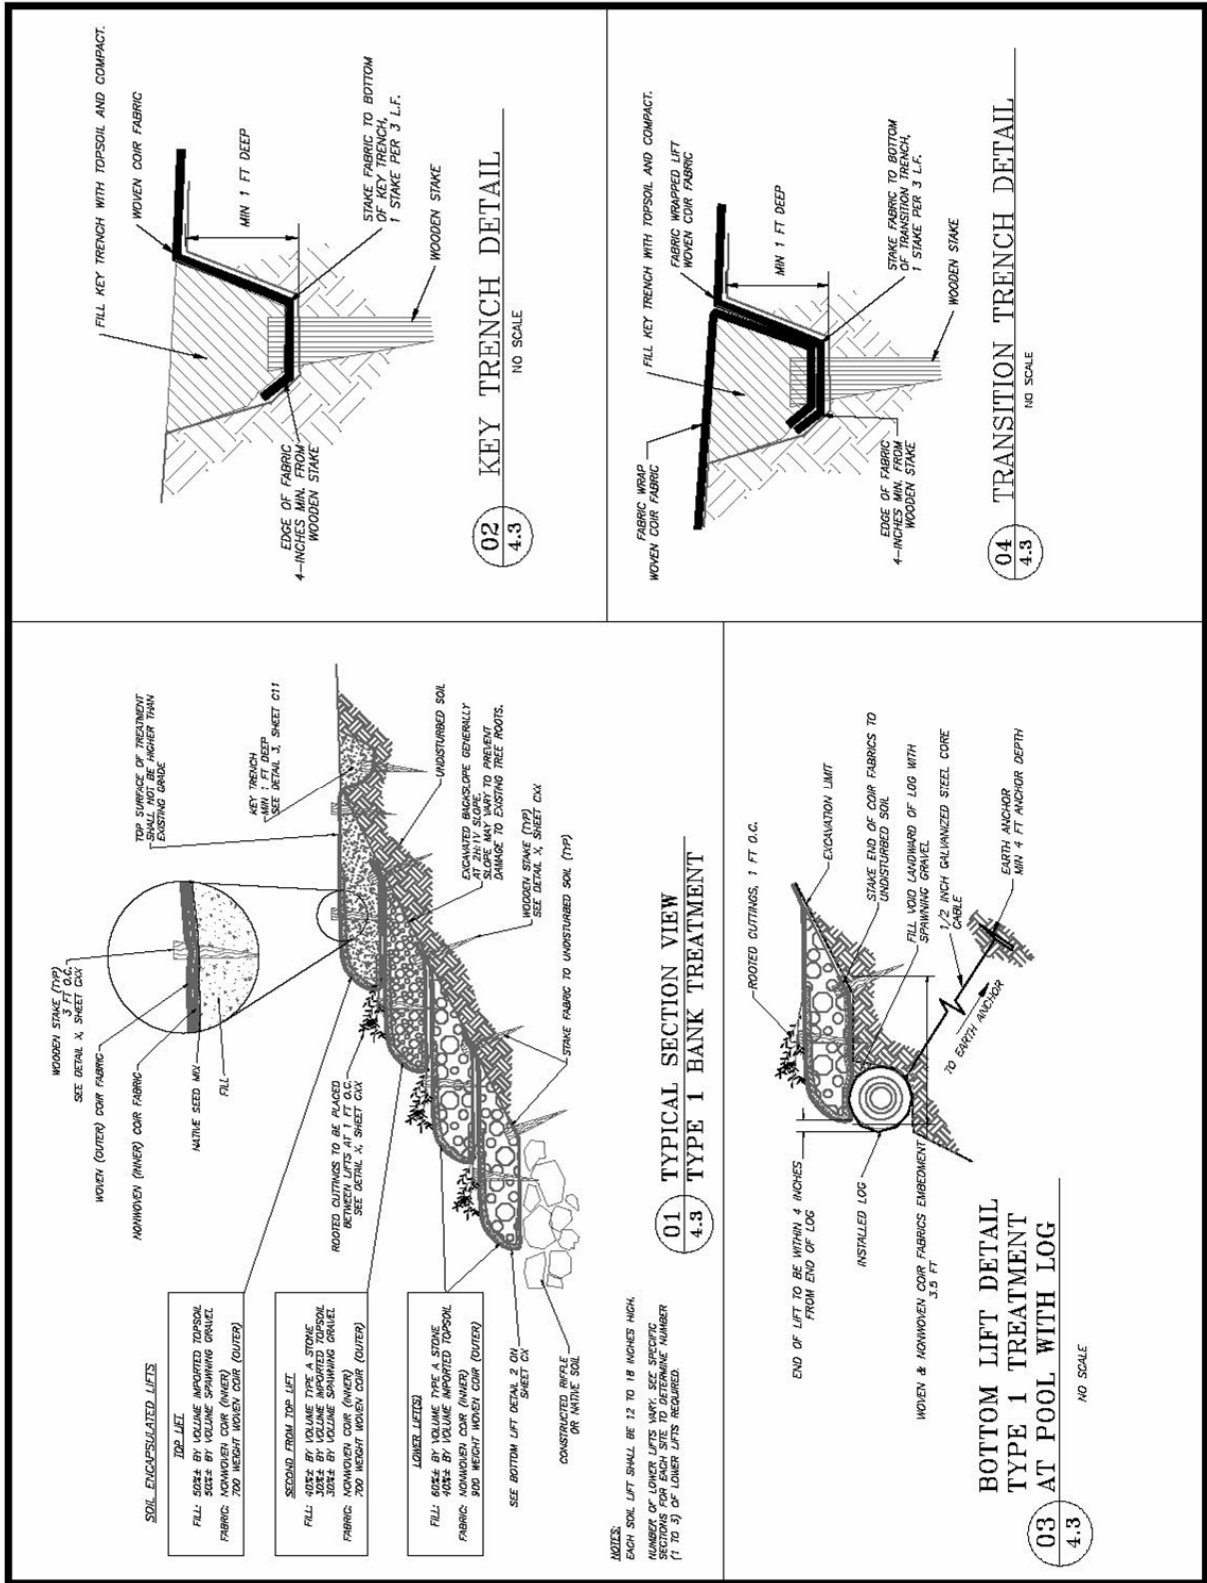 SOIL ENCAPSULATED LIFTS
TOP LIFT
FILL: 50%± BY VOLUME IMPORTED TOPSOIL
50%± BY VOLUME SPAWNING GRAVEL
FABRIC: NONWOVEN COIR (INNER)
700 WEIGHT WOVEN COIR (OUTER)
SECOND FROM TOP LIFT
FILL: 40%± BY VOLUME TYPE A STONE
30%± BY VOLUME IMPORTED TOPSOIL
30%± BY VOLUME SPAWNING GRAVEL
FABRIC: NONWOVEN COIR (INNER)
700 WEIGHT WOVEN COIR (OUTER)
LOWER LIFT(S)
FILL: 60%± BY VOLUME TYPE A STONE
40%± BY VOLUME IMPORTED TOPSOIL
FABRIC: NONWOVEN COIR (INNER)
900 WEIGHT WOVEN COIR (OUTER)
SEE BOTTOM LIFT DETAIL 2 ON
SHEET CX
CONSTRUCTED RIFFLE
OR NATIVE SOIL
NOTES:
EACH SOIL LIFT SHALL BE 12 TO 18 INCHES HIGH.
NUMBER OF LOWER LIFTS VARY. SEE SPECIFIC
SECTIONS FOR EACH SITE TO DETERMINE NUMBER
(1 TO 3) OF LOWER LIFTS REQUIRED.
WOODEN STAKE (TYP)
3 FT O.C.
SEE DETAIL X, SHEET CXX
WOVEN (OUTER) COIR FABRIC
NONWOVEN (INNER) COIR FABRIC
NATIVE SEED MIX
FILL
ROOTED CUTTINGS TO BE PLACED
BETWEEN LIFTS AT 1 FT O.C.
SEE DETAIL X, SHEET CXX
TOP SURFACE OF TREATMENT
SHALL NOT BE HIGHER THAN
EXISTING GRADE
KEY TRENCH
MIN 1 FT DEEP
SEE DETAIL 3, SHEET C11
UNDISTURBED SOIL
EXCAVATED BACKSLOPE GENERALLY
AT 2H:1V SLOPE.
SLOPE MAY VARY TO PREVENT
DAMAGE TO EXISTING TREE ROOTS.
WOODEN STAKE (TYP)
SEE DETAIL X, SHEET CXX
STAKE FABRIC TO UNDISTURBED SOIL (TYP)
01
4.3
TYPICAL SECTION VIEW
TYPE 1 BANK TREATMENT
FILL KEY TRENCH WITH TOPSOIL AND COMPACT.
WOVEN COIR FABRIC
MIN 1 FT DEEP
STAKE FABRIC TO BOTTOM
OF KEY TRENCH,
1 STAKE PER 3 L.F.
WOODEN STAKE
EDGE OF FABRIC
4-INCHES MIN. FROM
WOODEN STAKE
02
4.3
KEY TRENCH DETAIL
NO SCALE
ROOTED CUTTINGS, 1 FT O.C.
EXCAVATION LIMIT
STAKE END OF COIR FABRICS TO
UNDISTURBED SOIL
FILL VOID LANDWARD OF LOG WITH
SPAWNING GRAVEL
1/2 INCH GALVANIZED STEEL CORE
CABLE
EARTH ANCHOR
MIN 4 FT ANCHOR DEPTH
TO EARTH ANCHOR
END OF LIFT TO BE WITHIN 4 INCHES
FROM END OF LOG
INSTALLED LOG
WOVEN & NONWOVEN COIR FABRICS EMBEDMENT
3.5 FT
03
4.3
BOTTOM LIFT DETAIL
TYPE 1 TREATMENT
AT POOL WITH LOG
NO SCALE
FILL KEY TRENCH WITH TOPSOIL AND COMPACT.
FABRIC WRAPPED LIFT
WOVEN COIR FABRIC
MIN 1 FT DEEP
STAKE FABRIC TO BOTTOM
OF TRANSITION TRENCH,
1 STAKE PER 3 L.F.
WOODEN STAKE
FABRIC WRAP
WOVEN COIR FABRIC
EDGE OF FABRIC
4-INCHES MIN. FROM
WOODEN STAKE
04
4.3
TRANSITION TRENCH DETAIL
NO SCALE